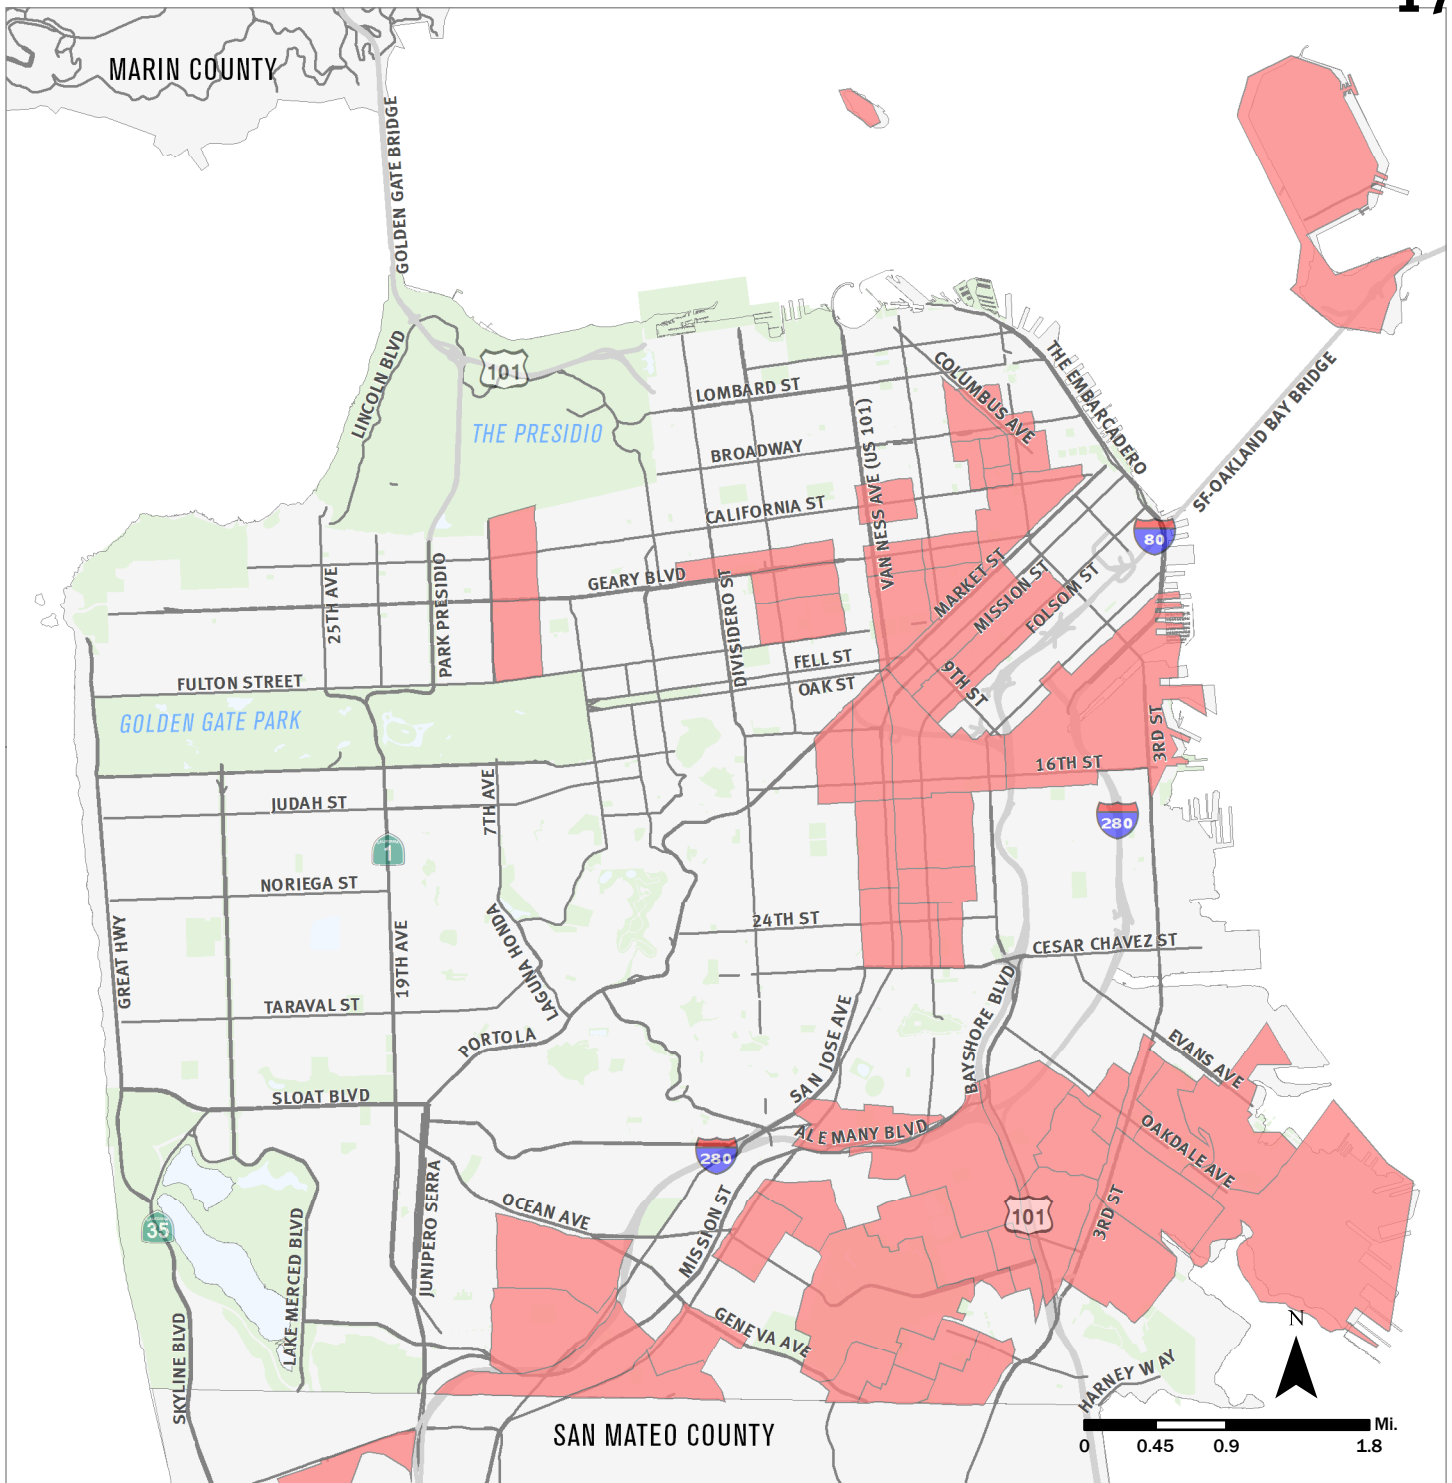 17
MARIN COUNTY
GOLDEN GATE BRIDGE
LINCOLN BLVD
101
THE PRESIDIO
LOMBARD ST
BROADWAY
CALIFORNIA ST
VAN NESS AVE (US 101)
COLUMBUS AVE
THE EMBARCADERO
SF-OAKLAND BAY BRIDGE
80
25TH AVE
PARK PRESIDIO
GEARY BLVD
DIVISIDERO ST
MARKET ST
MISSION ST
FOLSOM ST
9TH ST
FELL ST
OAK ST
FULTON STREET
GOLDEN GATE PARK
3RD ST
16TH ST
JUDAH ST
7TH AVE
280
1
NORIEGA ST
24TH ST
CESAR CHAVEZ ST
GREAT HWY
19TH AVE
LAGUNA HONDA
TARAVAL ST
PORTOLA
SAN JOSE AVE
BAYSHORE BLVD
EVANS AVE
SLOAT BLVD
ALEMANY BLVD
OAKDALE AVE
280
JUNIPERO SERRA
OCEAN AVE
MISSION ST
101
3RD ST
35
LAKE MERCED BLVD
SKYLINE BLVD
GENEVA AVE
HARNEY WAY
N
SAN MATEO COUNTY
Mi.
0 0.45 0.9 1.8